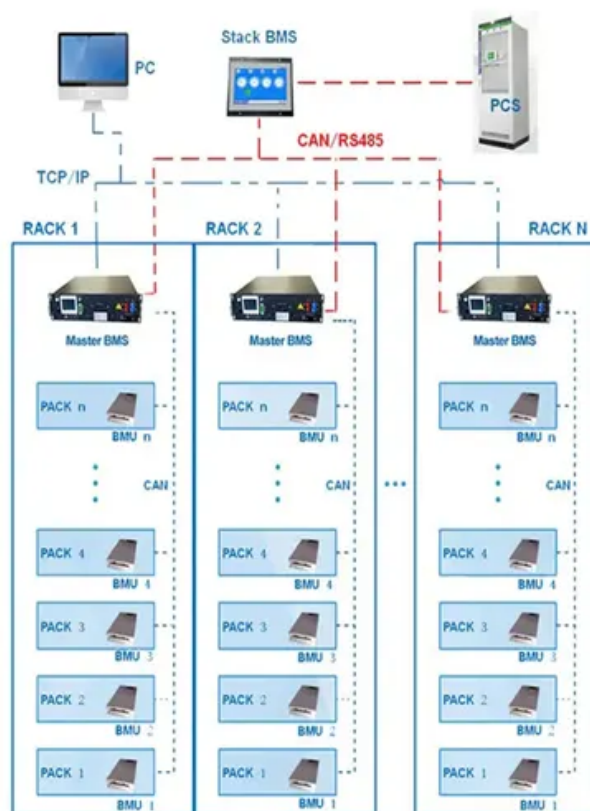 Stack BMS
PC
PCS
CAN/RS485
TCP/IP
RACK 1
RACK 2
RACK N
Master BMS
Master BMS
Master BMS
PACK n
BMU n
PACK n
BMU n
PACK n
BMU n
CAN
CAN
CAN
PACK 4
BMU 4
PACK 4
BMU 4
PACK 4
BMU 4
PACK 3
BMU 3
PACK 3
BMU 3
PACK 3
BMU 3
PACK 2
BMU 2
PACK 2
BMU 2
PACK 2
BMU 2
PACK 1
BMU 1
PACK 1
BMU 1
PACK 1
BMU 1